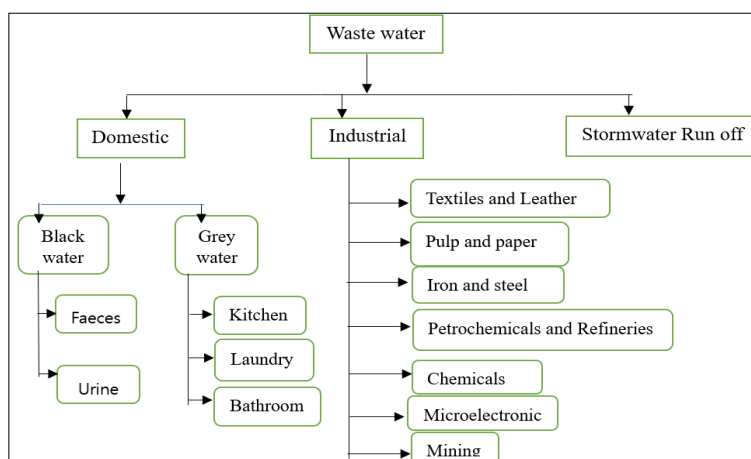 Waste water
Domestic
Industrial
Stormwater Run off
Black
water
Grey
water
Faeces
Urine
Kitchen
Laundry
Bathroom
Textiles and Leather
Pulp and paper
Iron and steel
Petrochemicals and Refineries
Chemicals
Microelectronic
Mining